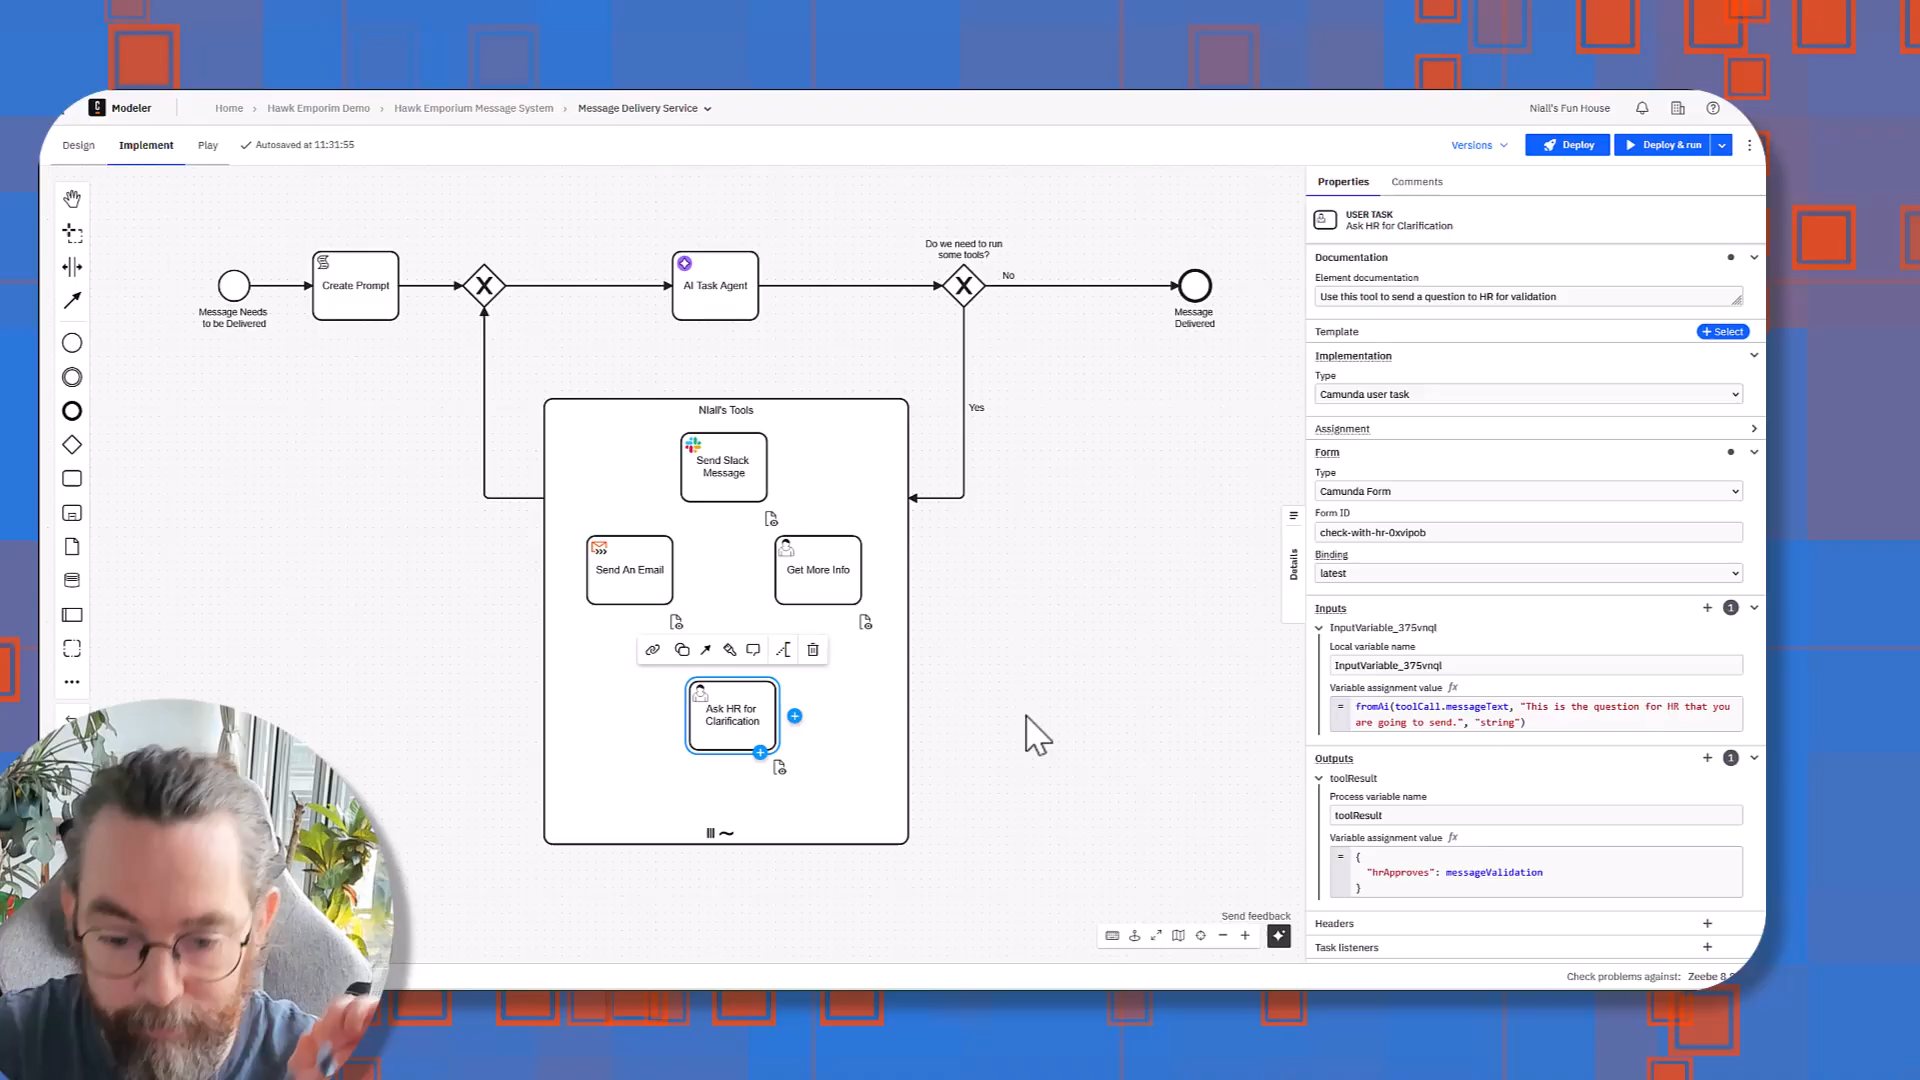 Modeler
Home > Hawk Emporim Demo > Hawk Emporium Message System > Message Delivery Service
Niall's Fun House
Design
Implement
Play
Autosaved at 11:31:55
Versions
Deploy
Deploy & run
Properties
Comments
USER TASK
Ask HR for Clarification
Documentation
Element documentation
Use this tool to send a question to HR for validation
Template
+ Select
Implementation
Type
Camunda user task
Assignment
Form
Type
Camunda Form
Form ID
check-with-hr-0xvipob
Binding
latest
Inputs
1
InputVariable_375vnql
Local variable name
InputVariable_375vnql
Variable assignment value fx
= fromAi(toolCall.messageText, "This is the question for HR that you
are going to send.", "string")
Outputs
1
toolResult
Process variable name
toolResult
Variable assignment value fx
= {
"hrApproves": messageValidation
}
Headers
Task listeners
Details
Message Needs
to be Delivered
Create Prompt
AI Task Agent
Do we need to run
some tools?
No
Yes
Message
Delivered
NIall's Tools
Send Slack
Message
Send An Email
Get More Info
Ask HR for
Clarification
Send feedback
Check problems against: Zeebe